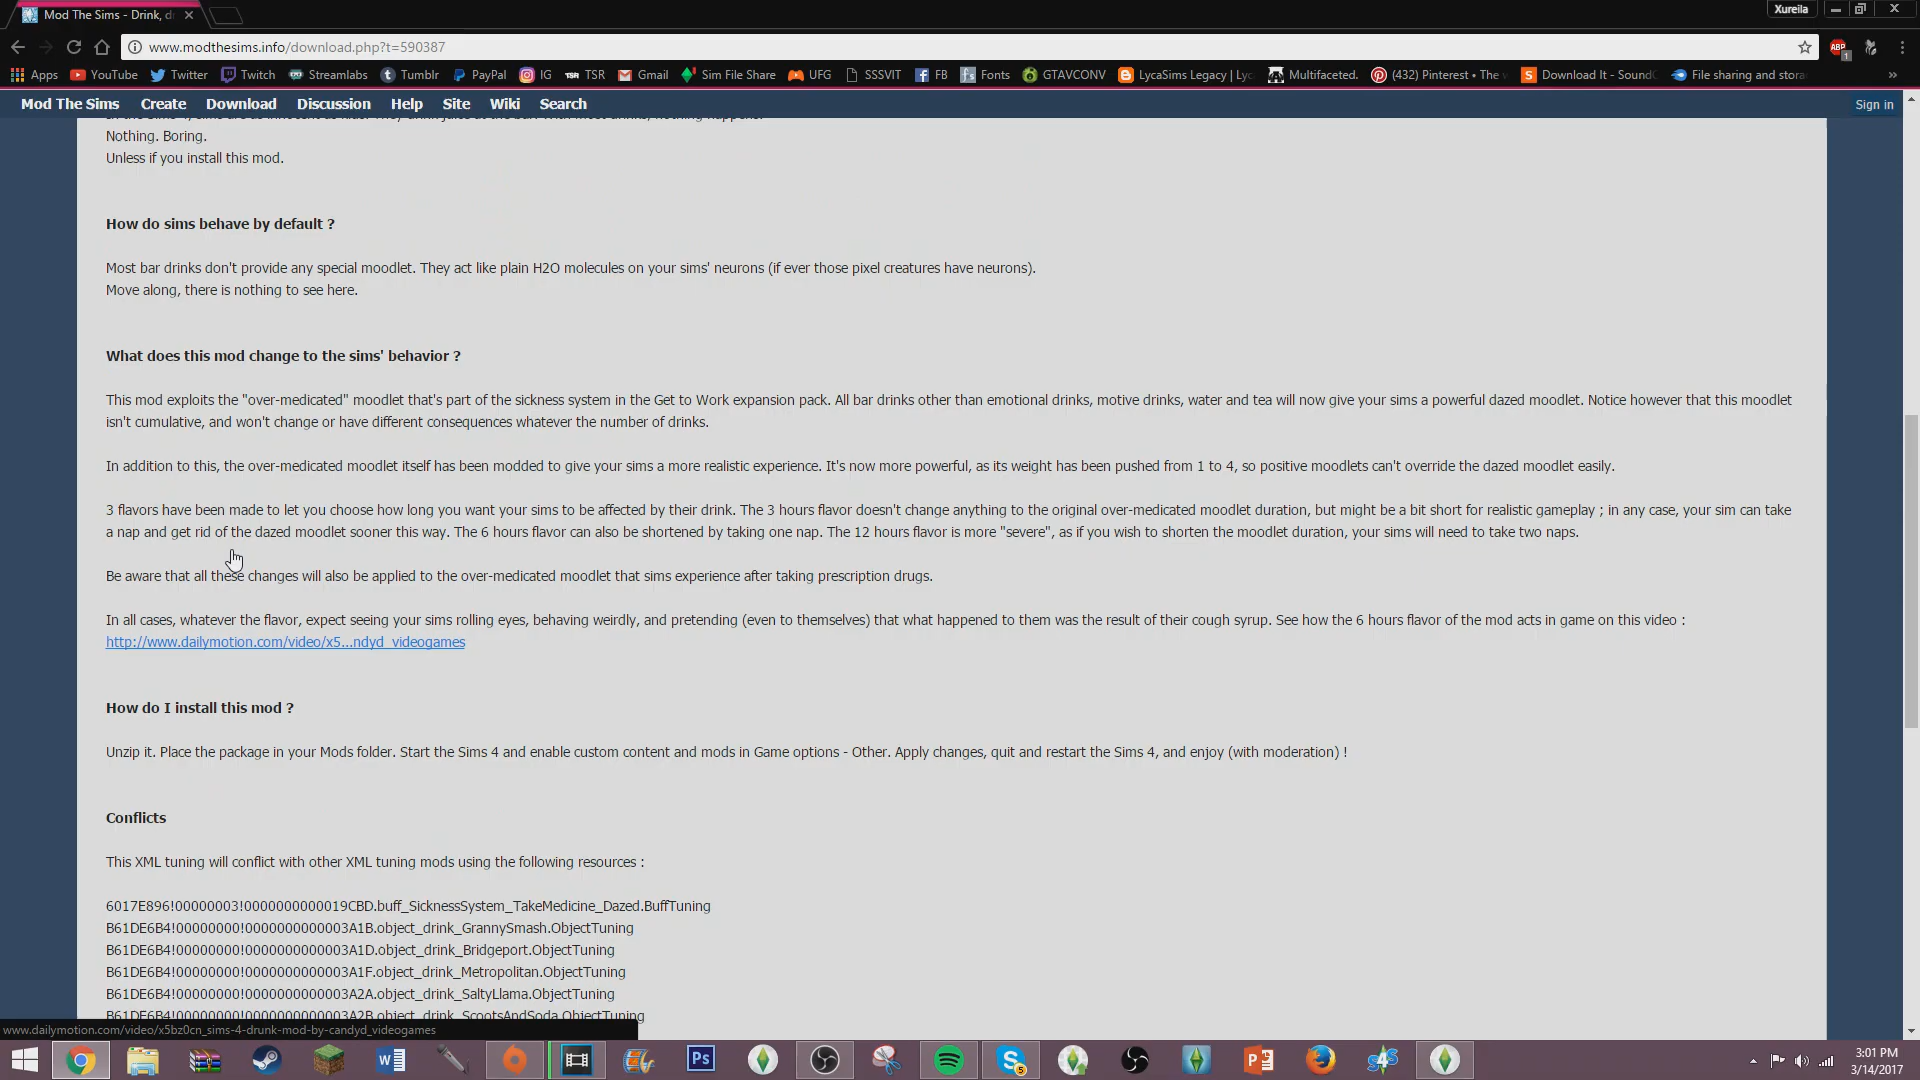 Mod The Sims - Drink, d
Xureila
www.modthesims.info/download.php?t=590387
Apps YouTube Twitter Twitch Streamlabs Tumblr PayPal IG TSR TSR Gmail Sim File Share UFG SSSVIT FB Fonts GTAVCONV LycaSims Legacy | Lyc Multifaceted. (432) Pinterest • The Download It - Sound File sharing and stora
ABP 1
Mod The Sims Create Download Discussion Help Site Wiki Search Sign in
Nothing. Boring.
Unless if you install this mod.
How do sims behave by default ?
Most bar drinks don't provide any special moodlet. They act like plain H2O molecules on your sims' neurons (if ever those pixel creatures have neurons).
Move along, there is nothing to see here.
What does this mod change to the sims' behavior ?
This mod exploits the "over-medicated" moodlet that's part of the sickness system in the Get to Work expansion pack. All bar drinks other than emotional drinks, motive drinks, water and tea will now give your sims a powerful dazed moodlet. Notice however that this moodlet
isn't cumulative, and won't change or have different consequences whatever the number of drinks.
In addition to this, the over-medicated moodlet itself has been modded to give your sims a more realistic experience. It's now more powerful, as its weight has been pushed from 1 to 4, so positive moodlets can't override the dazed moodlet easily.
3 flavors have been made to let you choose how long you want your sims to be affected by their drink. The 3 hours flavor doesn't change anything to the original over-medicated moodlet duration, but might be a bit short for realistic gameplay ; in any case, your sim can take
a nap and get rid of the dazed moodlet sooner this way. The 6 hours flavor can also be shortened by taking one nap. The 12 hours flavor is more "severe", as if you wish to shorten the moodlet duration, your sims will need to take two naps.
Be aware that all these changes will also be applied to the over-medicated moodlet that sims experience after taking prescription drugs.
In all cases, whatever the flavor, expect seeing your sims rolling eyes, behaving weirdly, and pretending (even to themselves) that what happened to them was the result of their cough syrup. See how the 6 hours flavor of the mod acts in game on this video :
http://www.dailymotion.com/video/x5...ndyd_videogames
How do I install this mod ?
Unzip it. Place the package in your Mods folder. Start the Sims 4 and enable custom content and mods in Game options - Other. Apply changes, quit and restart the Sims 4, and enjoy (with moderation) !
Conflicts
This XML tuning will conflict with other XML tuning mods using the following resources :
6017E896!00000003!0000000000019CBD.buff_SicknessSystem_TakeMedicine_Dazed.BuffTuning
B61DE6B4!00000000!0000000000003A1B.object_drink_GrannySmash.ObjectTuning
B61DE6B4!00000000!0000000000003A1D.object_drink_Bridgeport.ObjectTuning
B61DE6B4!00000000!0000000000003A1F.object_drink_Metropolitan.ObjectTuning
B61DE6B4!00000000!0000000000003A2A.object_drink_SaltyLlama.ObjectTuning
B61DE6B4!00000000!0000000000003A2B.object_drink_ScootsAndSoda.ObjectTuning
www.dailymotion.com/video/x5bz0cn_sims-4-drunk-mod-by-candyd_videogames
3:01 PM
3/14/2017